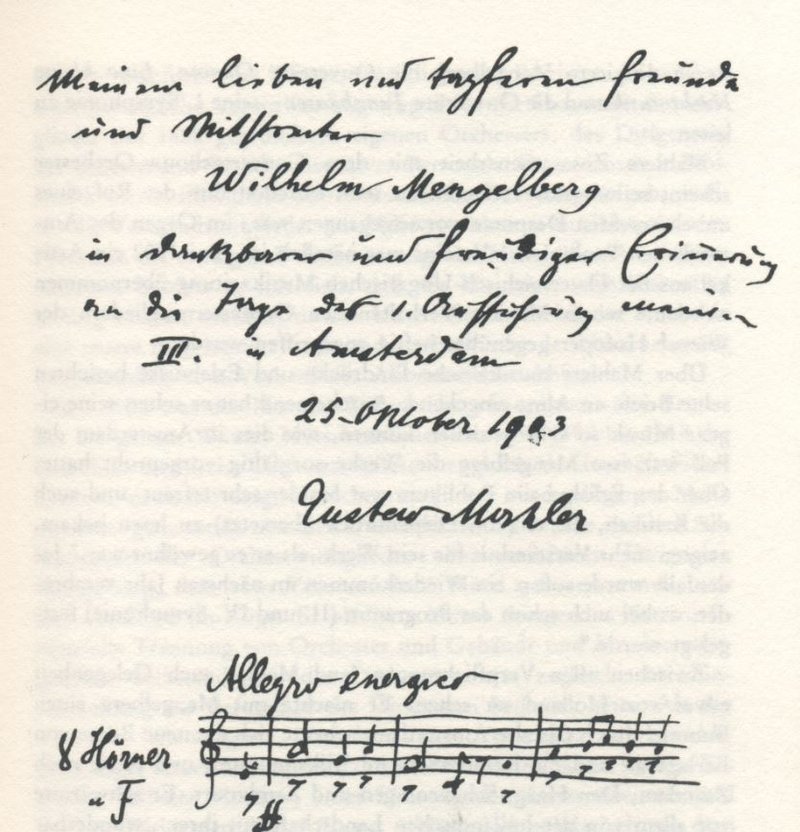 Meinem lieben und tapferen Freunde
und Mitstreiter
Wilhelm Mengelberg
in dankbarer und freudiger Erinnerung
an die Tage der Aufführung meiner
III. in Amsterdam
25. Oktober 1903
Gustav Mahler
Allegro energico
8 Hörner
in F
ff